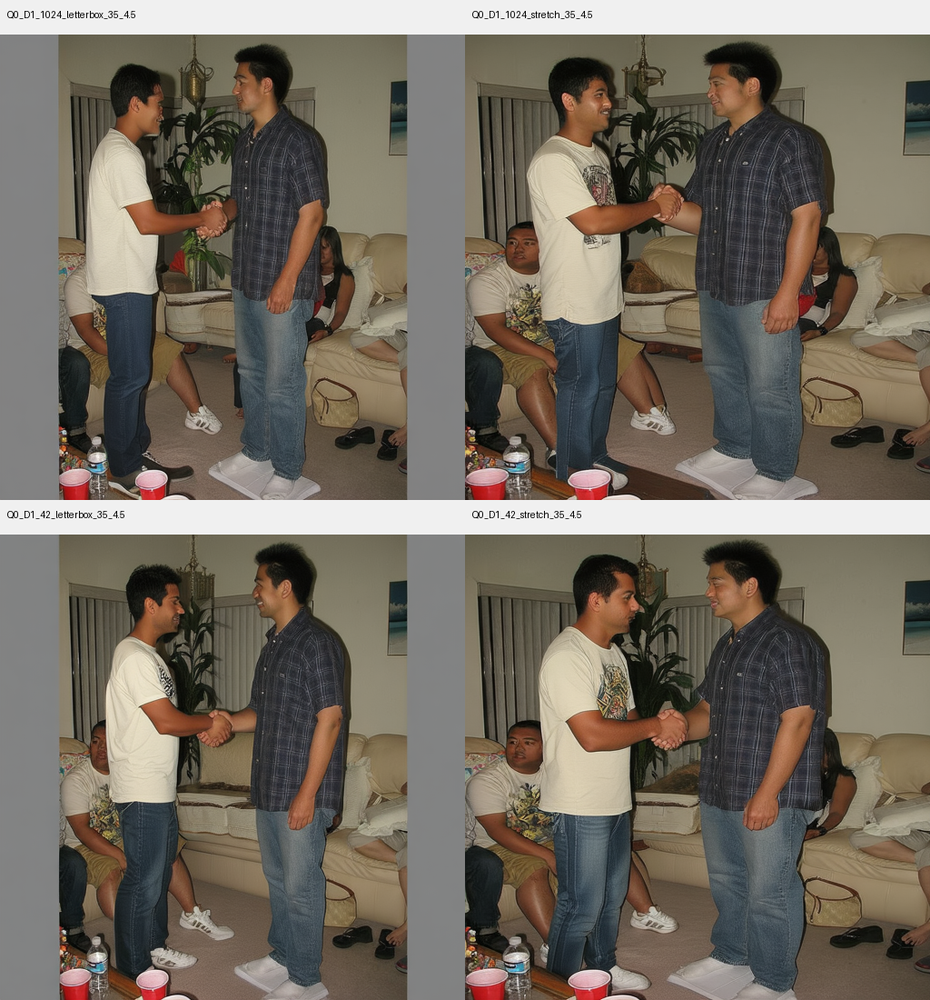 Q0_D1_1024_letterbox_35_4.5
Q0_D1_1024_stretch_35_4.5
Q0_D1_42_letterbox_35_4.5
Q0_D1_42_stretch_35_4.5